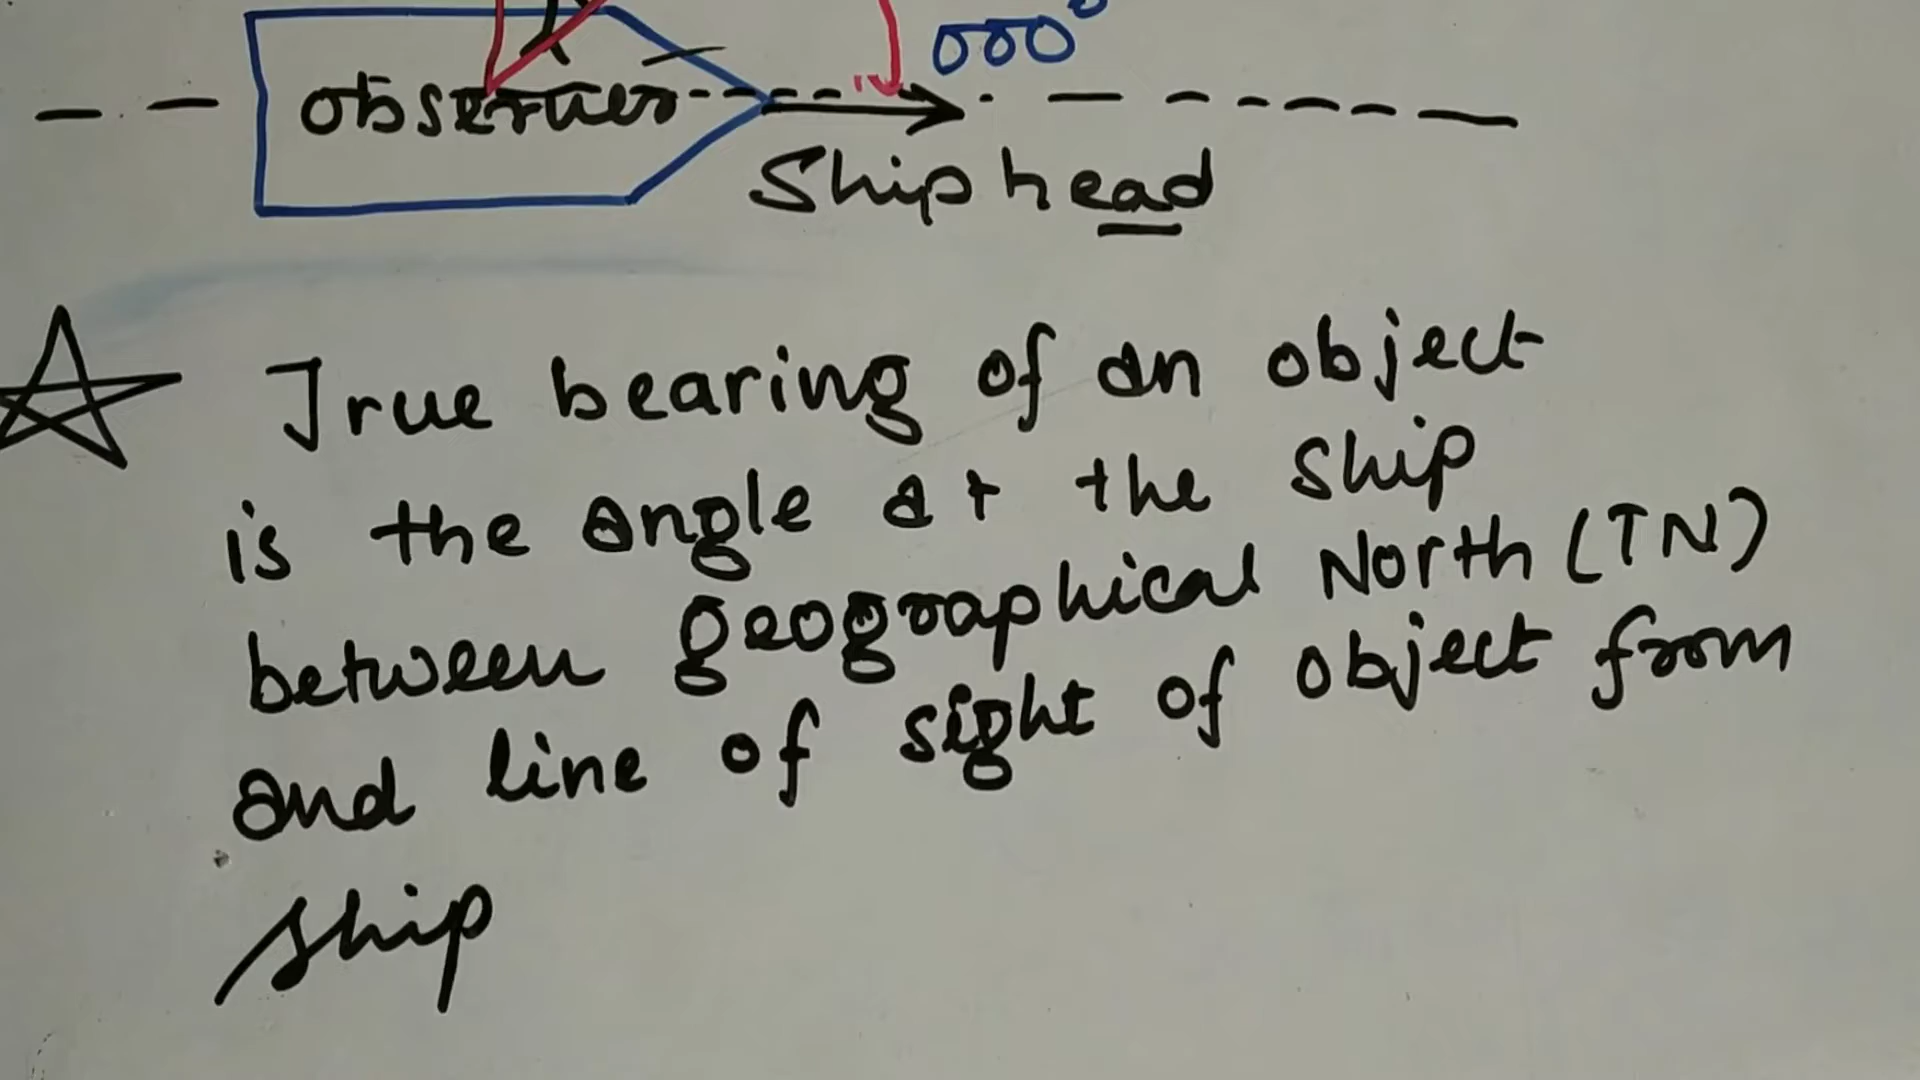 000°
observer
Ship head
True bearing of an object
is the angle at the ship
between geographical North (TN)
and line of sight of object from
ship